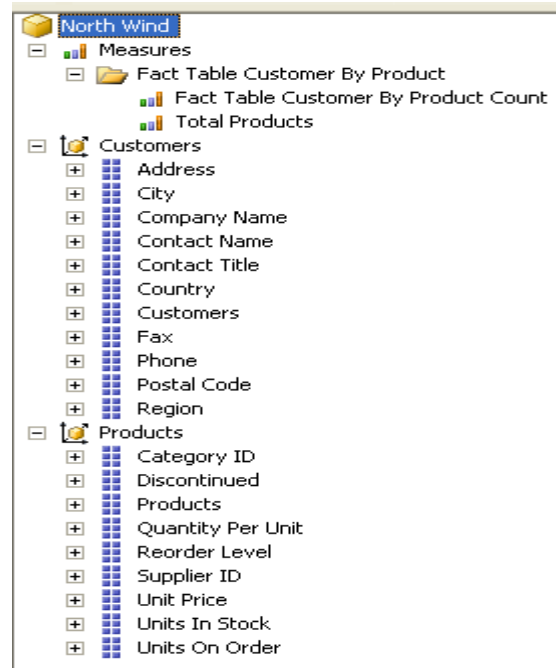 North Wind
Measures
Fact Table Customer By Product
Fact Table Customer By Product Count
Total Products
Customers
Address
City
Company Name
Contact Name
Contact Title
Country
Customers
Fax
Phone
Postal Code
Region
Products
Category ID
Discontinued
Products
Quantity Per Unit
Reorder Level
Supplier ID
Unit Price
Units In Stock
Units On Order